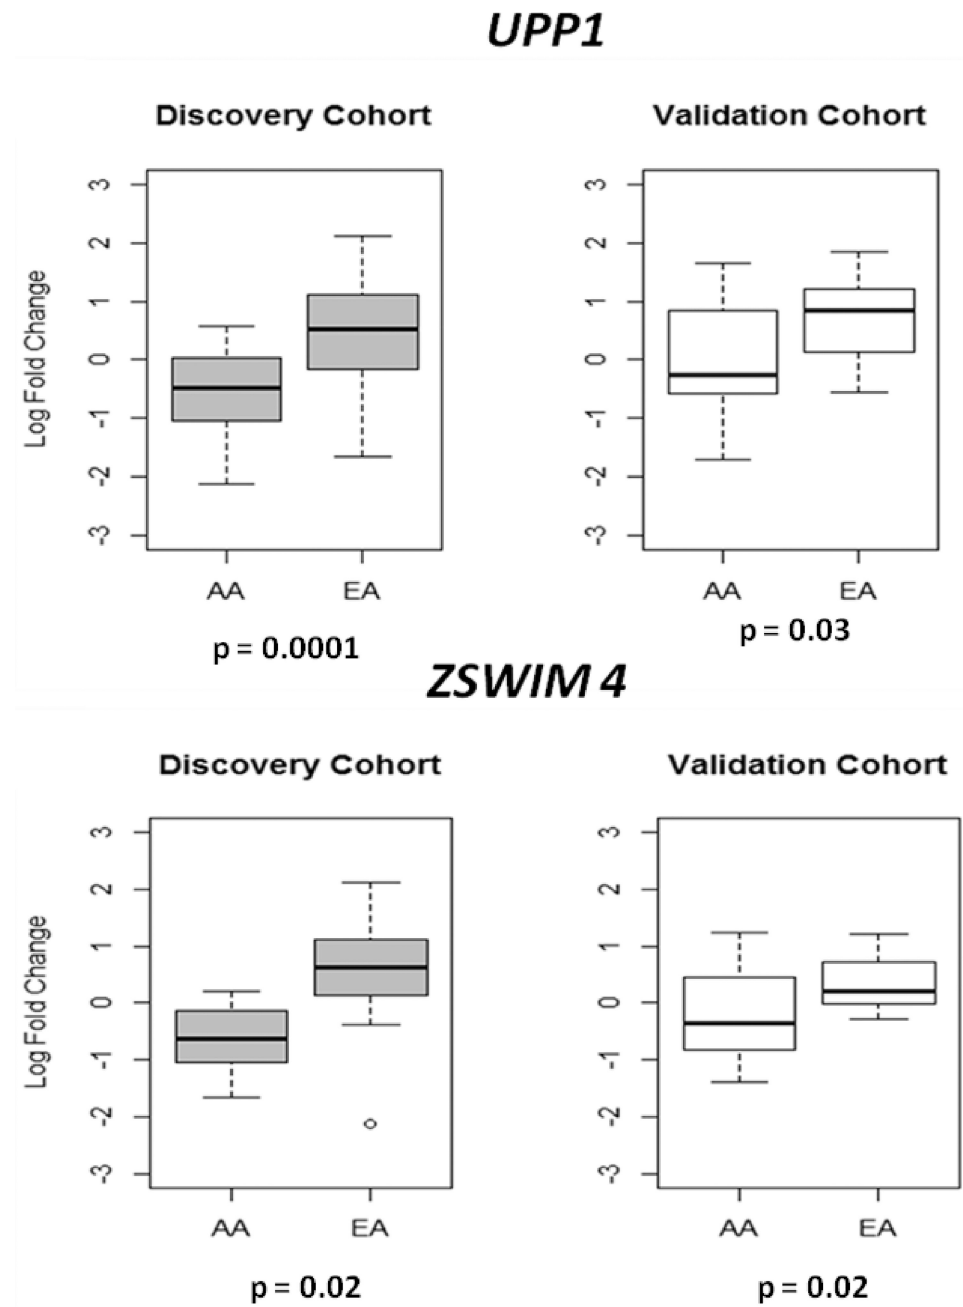 UPP1
Discovery Cohort
Validation Cohort
Log Fold Change
3
2
1
0
-1
-2
-3
AA
EA
3
2
1
0
-1
-2
-3
AA
EA
p = 0.0001
p = 0.03
ZSWIM 4
Discovery Cohort
Validation Cohort
Log Fold Change
3
2
1
0
-1
-2
-3
AA
EA
3
2
1
0
-1
-2
-3
AA
EA
p = 0.02
p = 0.02